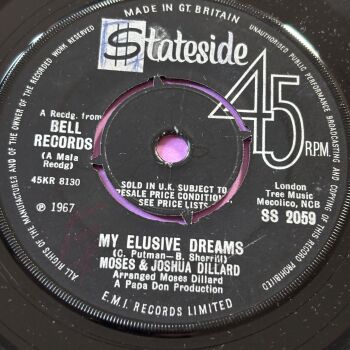 MADE IN GT. BRITAIN
Stateside
45
R.P.M.
A Recdg. from
BELL
RECORDS
(A Mala
Recdg)
45KR 8130
℗ 1967
SOLD IN U.K. SUBJECT TO
RESALE PRICE CONDITIONS
SEE PRICE LISTS
London
Tree Music
Mecolico, NCB
SS 2059
MY ELUSIVE DREAMS
(C. Putman—B. Sherrill)
MOSES & JOSHUA DILLARD
Arranged Moses Dillard
A Papa Don Production
E.M.I. RECORDS LIMITED
ALL RIGHTS OF THE MANUFACTURER AND OF THE OWNER OF THE RECORDED WORK RESERVED
UNAUTHORISED PUBLIC PERFORMANCE, BROADCASTING AND COPYING OF THIS RECORD PROHIBITED